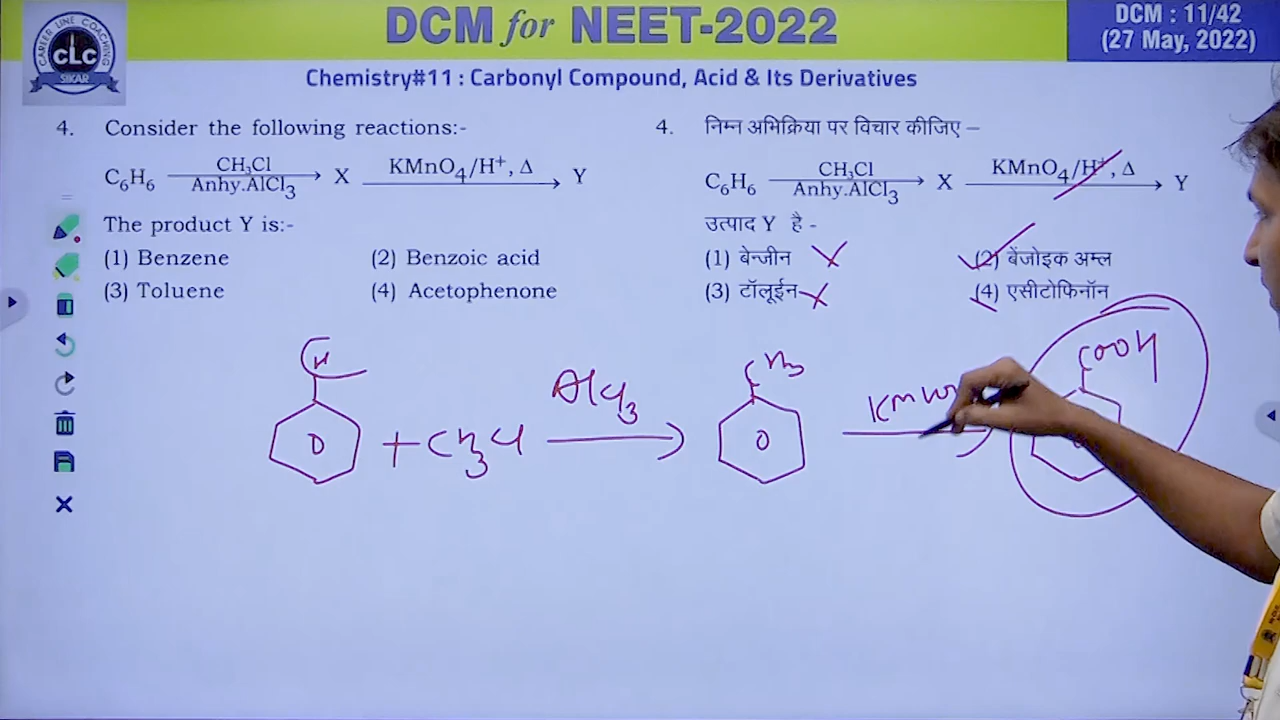 DCM for NEET-2022
DCM : 11/42
(27 May, 2022)
CAREER LINE COACHING
CLC
SIKAR
Chemistry#11 : Carbonyl Compound, Acid & Its Derivatives
4. Consider the following reactions:-
C₆H₆ CH₃Cl Anhy.AlCl₃ → X KMnO₄/H⁺, Δ → Y
The product Y is:-
(1) Benzene (2) Benzoic acid
(3) Toluene (4) Acetophenone
4. निम्न अभिक्रिया पर विचार कीजिए –
C₆H₆ CH₃Cl Anhy.AlCl₃ → X KMnO₄/H⁺, Δ → Y
उत्पाद Y है -
(1) बेन्जीन (2) बेंजोइक अम्ल
(3) टॉलूईन (4) एसीटोफिनॉन
H
+ CH₃Cl AlCl₃ → CH₃
COOH